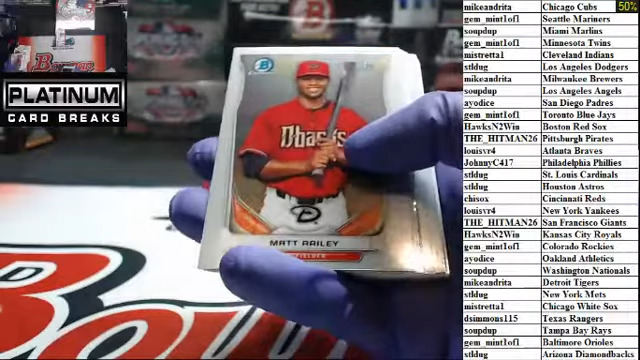 PLATINUM
CARD BREAKS
Dbacks
MATT RAILEY
FIELDER
mikeandrita Chicago Cubs 50%
gem_mint1of1 Seattle Mariners
soupdup Miami Marlins
gem_mint1of1 Minnesota Twins
mistretta1 Cleveland Indians
stldug Los Angeles Dodgers
mikeandrita Milwaukee Brewers
soupdup Los Angeles Angels
ayodice San Diego Padres
gem_mint1of1 Toronto Blue Jays
HawksN2Win Boston Red Sox
THE_HITMAN26 Pittsburgh Pirates
louisvr4 Atlanta Braves
JohnnyC417 Philadelphia Phillies
stldug St. Louis Cardinals
stldug Houston Astros
chisox Cincinnati Reds
louisvr4 New York Yankees
THE_HITMAN26 San Francisco Giants
HawksN2Win Kansas City Royals
gem_mint1of1 Colorado Rockies
ayodice Oakland Athletics
soupdup Washington Nationals
mikeandrita Detroit Tigers
stldug New York Mets
mistretta1 Chicago White Sox
dsimmons115 Texas Rangers
soupdup Tampa Bay Rays
gem_mint1of1 Baltimore Orioles
stldug Arizona Diamondbacks